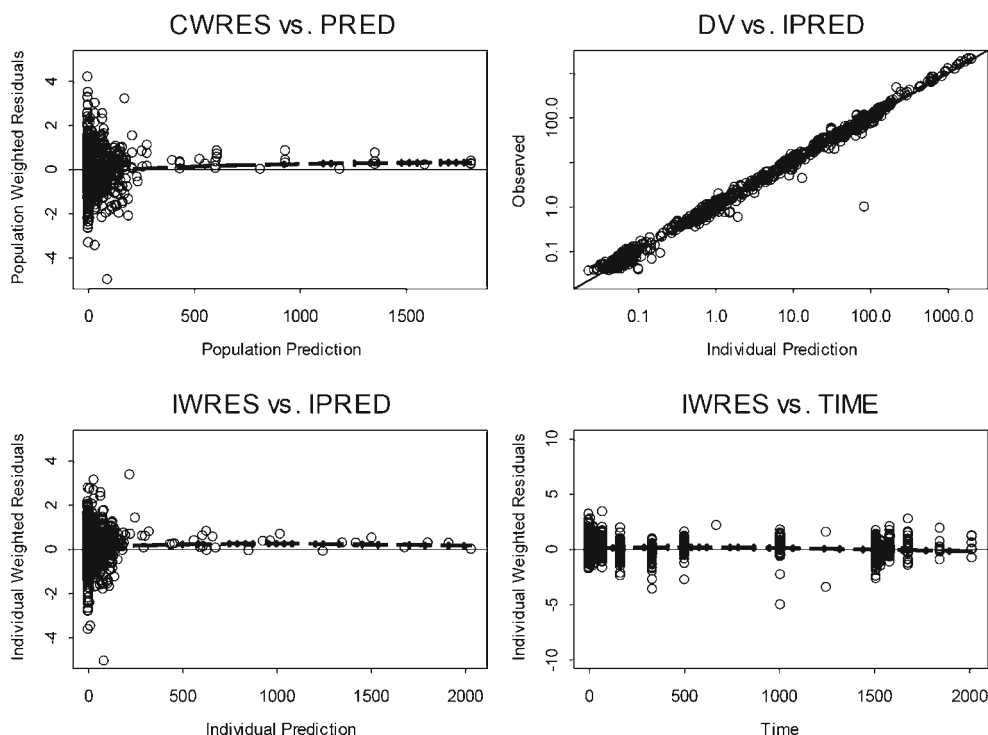 CWRES vs. PRED
Population Weighted Residuals
4
2
0
-2
-4
0 500 1000 1500
Population Prediction
DV vs. IPRED
Observed
100.0
1.0
0.1
0.1 1.0 10.0 100.0 1000.0
Individual Prediction
IWRES vs. IPRED
Individual Weighted Residuals
4
2
0
-2
-4
0 500 1000 1500 2000
Individual Prediction
IWRES vs. TIME
Individual Weighted Residuals
10
5
0
-5
-10
0 500 1000 1500 2000
Time